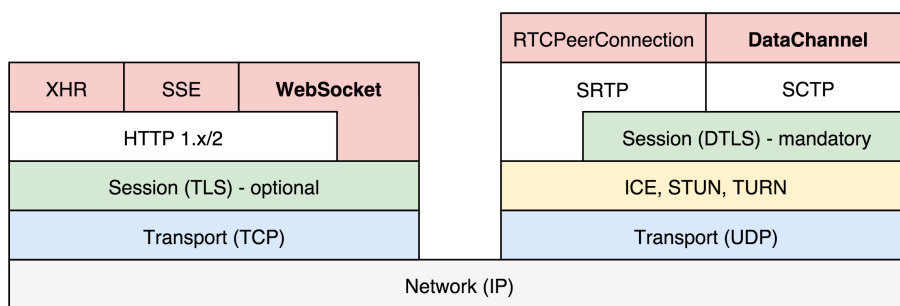 RTCPeerConnection
DataChannel
XHR
SSE
WebSocket
SRTP
SCTP
HTTP 1.x/2
Session (DTLS) - mandatory
Session (TLS) - optional
ICE, STUN, TURN
Transport (TCP)
Transport (UDP)
Network (IP)